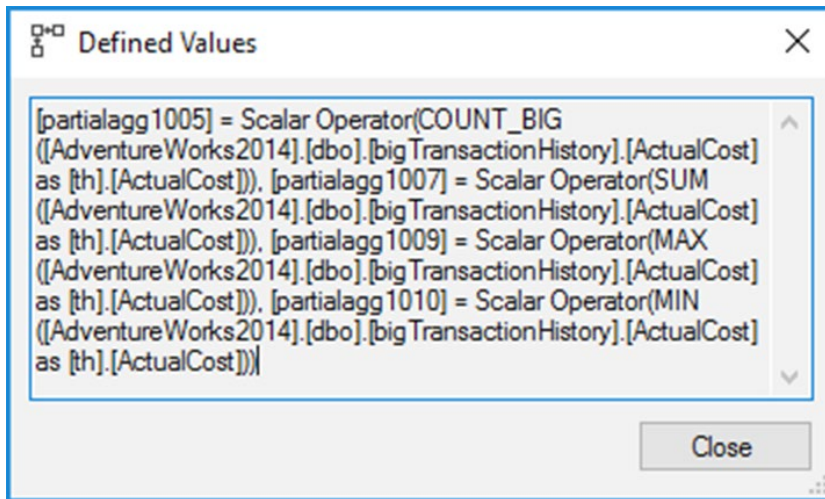 Defined Values
[partialagg1005] = Scalar Operator(COUNT_BIG
([AdventureWorks2014].[dbo].[bigTransactionHistory].[ActualCost]
as [th].[ActualCost])), [partialagg1007] = Scalar Operator(SUM
([AdventureWorks2014].[dbo].[bigTransactionHistory].[ActualCost]
as [th].[ActualCost])), [partialagg1009] = Scalar Operator(MAX
([AdventureWorks2014].[dbo].[bigTransactionHistory].[ActualCost]
as [th].[ActualCost])), [partialagg1010] = Scalar Operator(MIN
([AdventureWorks2014].[dbo].[bigTransactionHistory].[ActualCost]
as [th].[ActualCost]))
Close